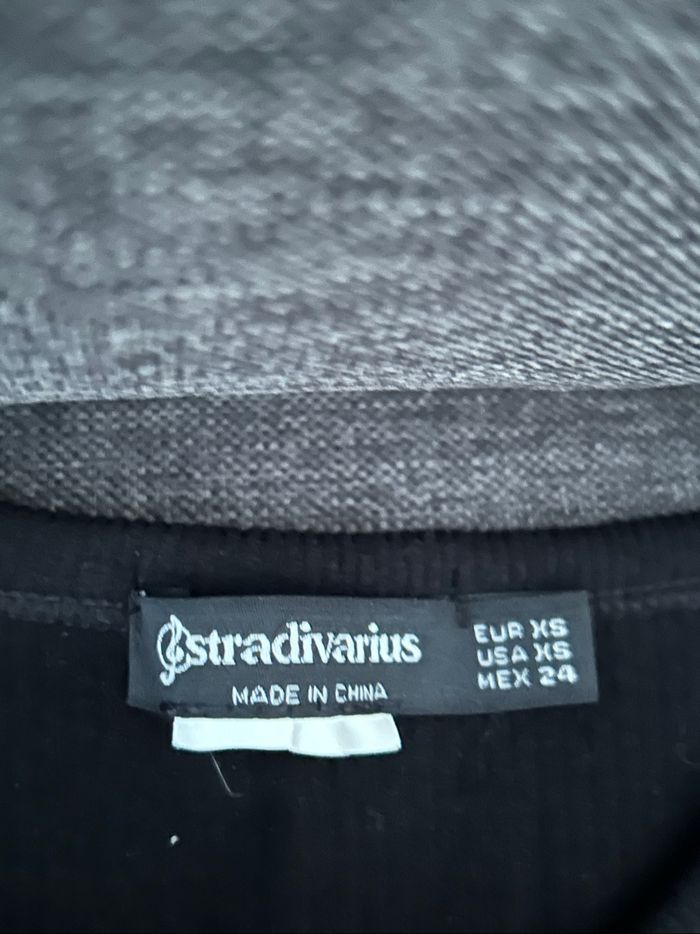 stradivarius
MADE IN CHINA
EUR XS
USA XS
MEX 24